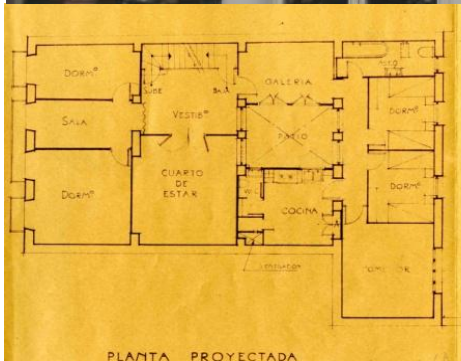 DORMº
SUBE
BAJA
GALERIA
SALA
VESTIBº
PATIO
DORMº
DORMº
CUARTO
DE
ESTAR
DORMº
W.C.
COCINA
COMEDOR
PLANTA PROYECTADA